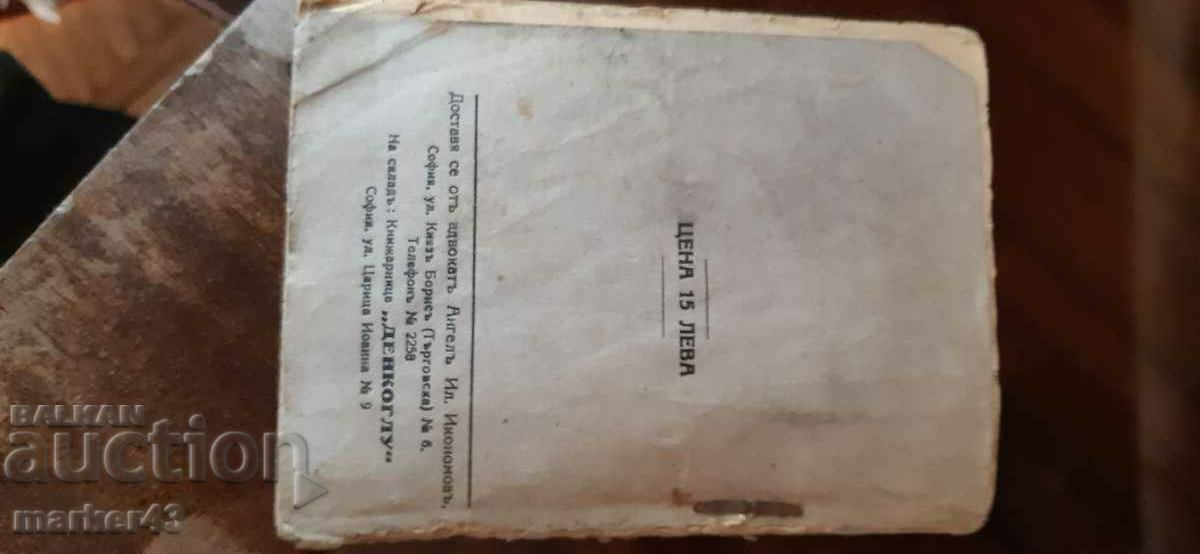 ЦЕНА 15 ЛЕВА
Доставя се отъ адвокатъ Ангелъ Ил. Икономовъ,
София, ул. Князъ Борисъ (Търговска) № 6.
Телефонъ № 2258
На складъ: Книжарница „ДЕНКОГЛУ“
София, ул. Царица Иоанна № 9
BALKAN
auction
marker43